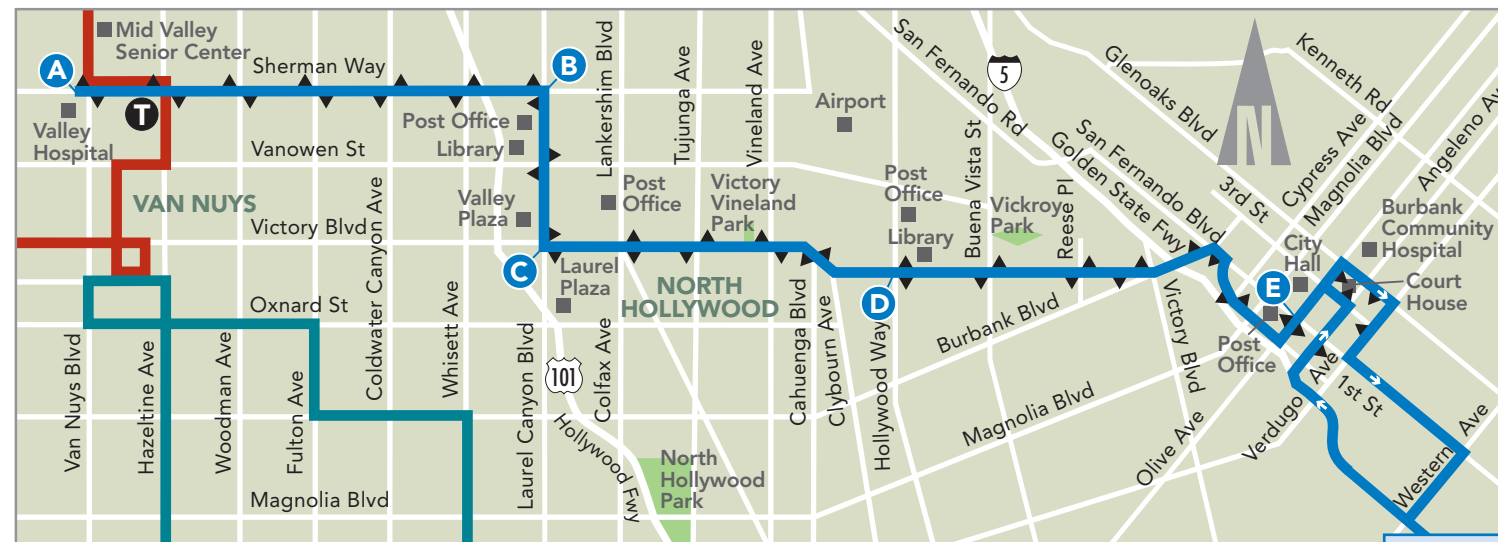 Mid Valley
Senior Center
A
Sherman Way
B
T
Valley
Hospital
Post Office
Library
Vanowen St
VAN NUYS
Valley
Plaza
Victory Blvd
C
Laurel
Plaza
Oxnard St
Magnolia Blvd
Van Nuys Blvd
Hazeltine Ave
Woodman Ave
Fulton Ave
Coldwater Canyon Ave
Whisett Ave
Laurel Canyon Blvd
Colfax Ave
101
Hollywood Fwy
Lankershim Blvd
Tujunga Ave
Vineland Ave
Post
Office
Victory
Vineland
Park
NORTH
HOLLYWOOD
North
Hollywood
Park
Airport
Cahuenga Blvd
Clybourn Ave
Hollywood Way
D
Post
Office
Library
Buena Vista St
Vickroy
Park
Reese Pl
Burbank Blvd
Magnolia Blvd
Victory Blvd
Olive Ave
Verdugo Ave
1st St
Western Ave
San Fernando Rd
5
Golden State Fwy
San Fernando Blvd
Glenoaks Blvd
N
Kenneth Rd
3rd St
Cypress Ave
Magnolia Blvd
Angeleno Av
Burbank
Community
Hospital
City
Hall
Court
House
E
Post
Office